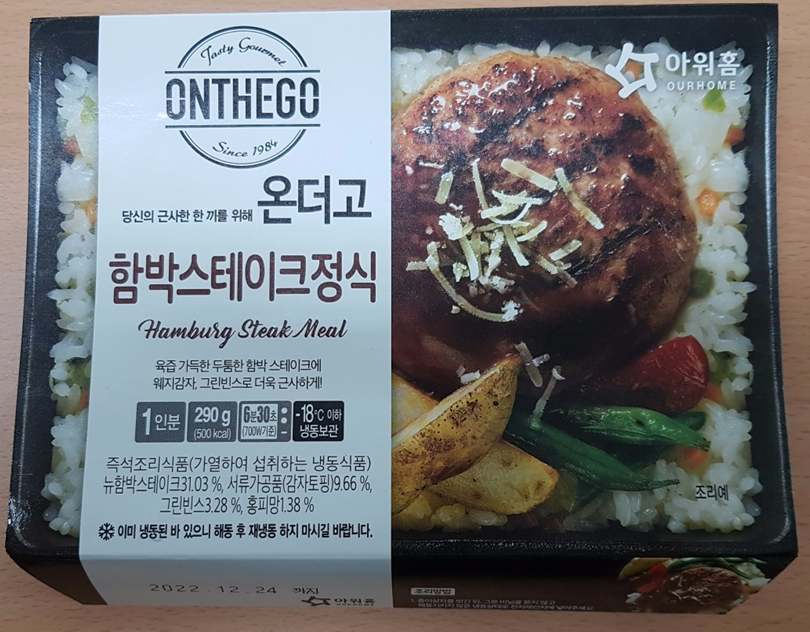 Tasty Gourmet
ONTHEGO
Since 1984
당신의 근사한 한 끼를 위해 온더고
함박스테이크정식
Hamburg Steak Meal
육즙 가득한 두툼한 함박 스테이크에
웨지감자, 그린빈스로 더욱 근사하게!
1인분 290 g (500 kcal) 6분30초 (700W기준) -18℃ 이하 냉동보관
즉석조리식품(가열하여 섭취하는 냉동식품)
뉴함박스테이크31.03 %, 서류가공품(감자토핑)9.66 %,
그린빈스3.28 %, 홍피망1.38 %
이미 냉동된 바 있으니 해동 후 재냉동 하지 마시길 바랍니다.
2022.12.24 까지
아워홈
OURHOME
아워홈
OURHOME
조리예
조리방법